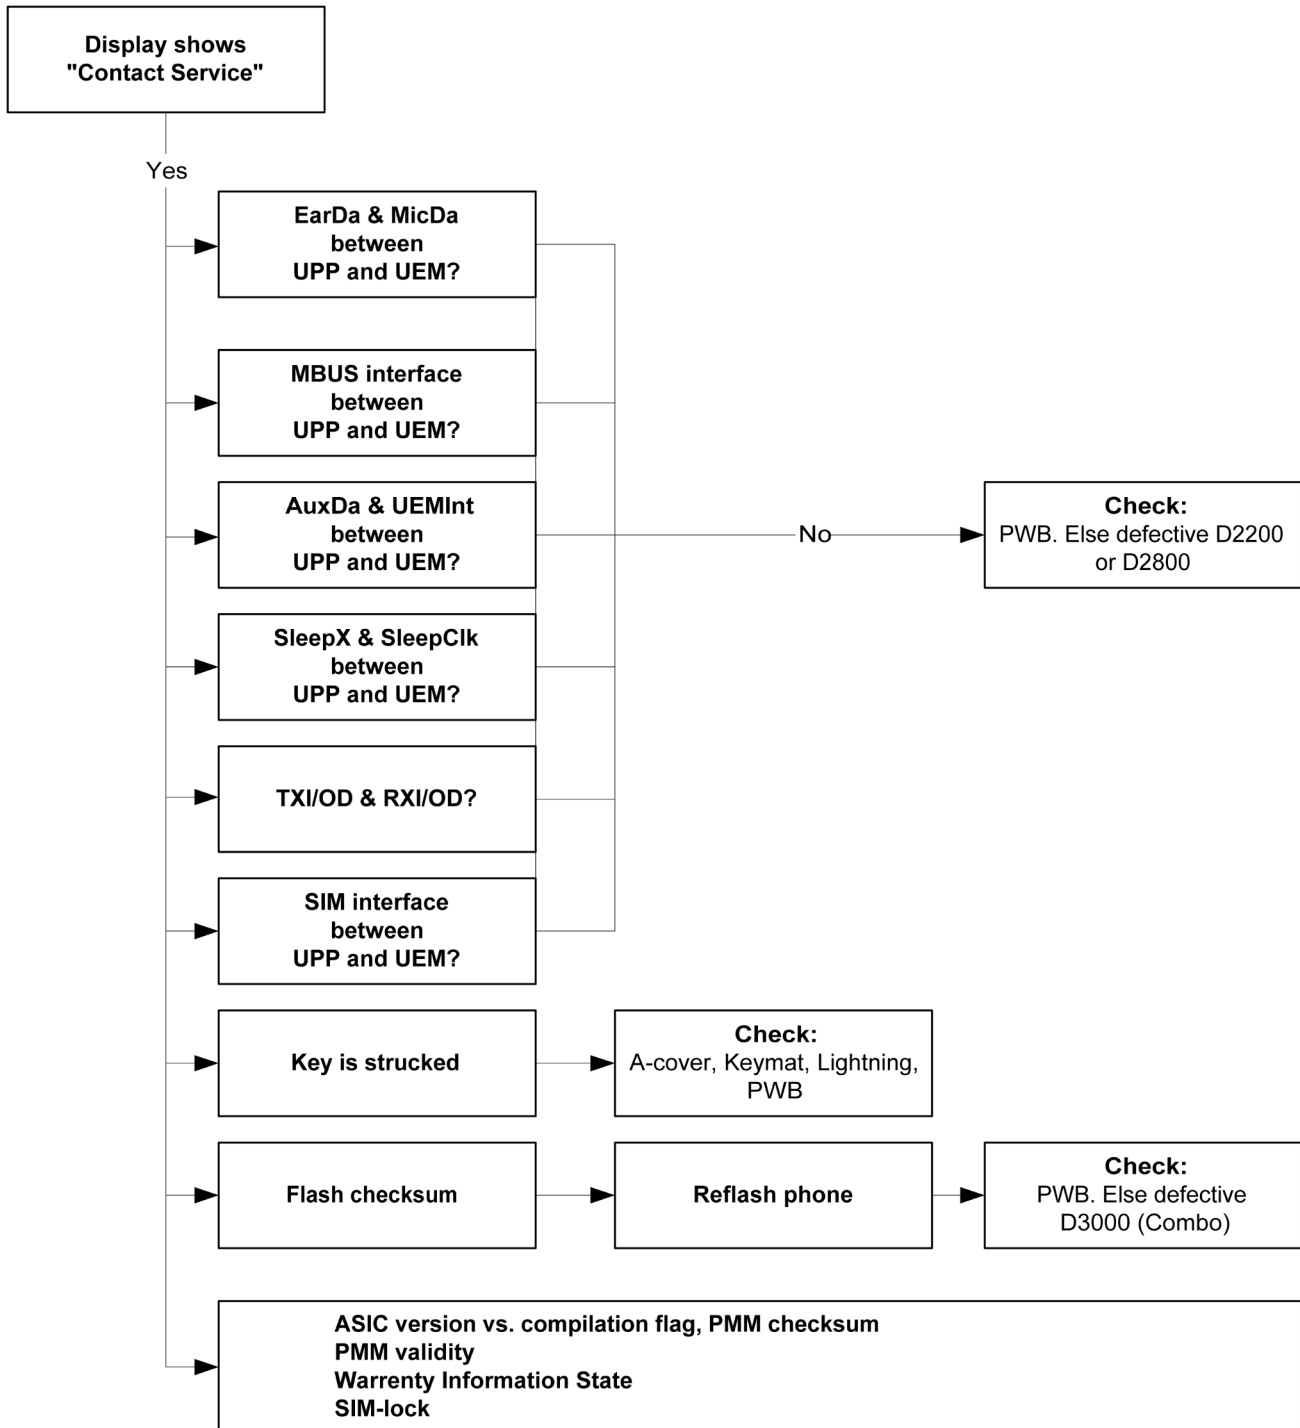 Display shows
"Contact Service"
Yes
EarDa & MicDa
between
UPP and UEM?
MBUS interface
between
UPP and UEM?
AuxDa & UEMInt
between
UPP and UEM?
No
Check:
PWB. Else defective D2200
or D2800
SleepX & SleepClk
between
UPP and UEM?
TXI/OD & RXI/OD?
SIM interface
between
UPP and UEM?
Key is strucked
Check:
A-cover, Keymat, Lightning,
PWB
Flash checksum
Reflash phone
Check:
PWB. Else defective
D3000 (Combo)
ASIC version vs. compilation flag, PMM checksum
PMM validity
Warrenty Information State
SIM-lock